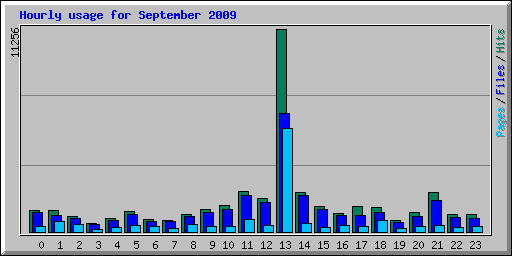 Hourly usage for September 2009
11256
Pages / Files / Hits
0 1 2 3 4 5 6 7 8 9 10 11 12 13 14 15 16 17 18 19 20 21 22 23